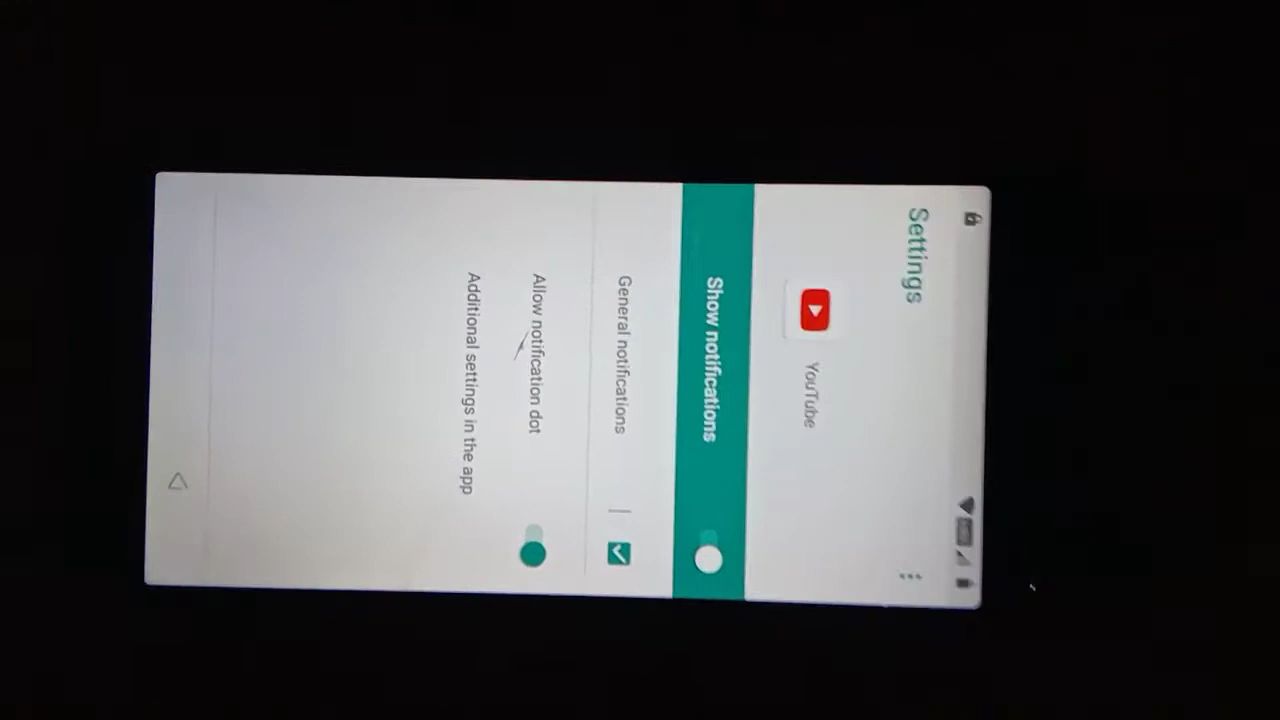 Settings
YouTube
Show notifications
General notifications
Allow notification dot
Additional settings in the app